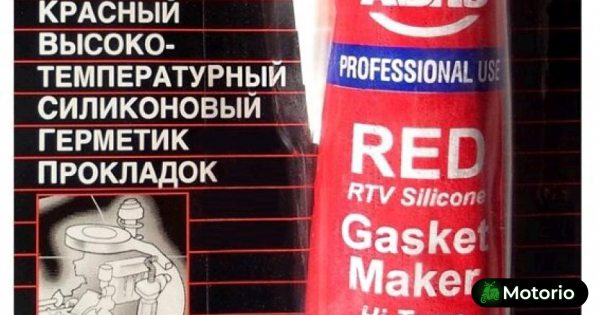 КРАСНЫЙ
ВЫСОКО-
ТЕМПЕРАТУРНЫЙ
СИЛИКОНОВЫЙ
ГЕРМЕТИК
ПРОКЛАДОК
PROFESSIONAL USE
RED
RTV Silicone
Gasket
Maker
Motorio